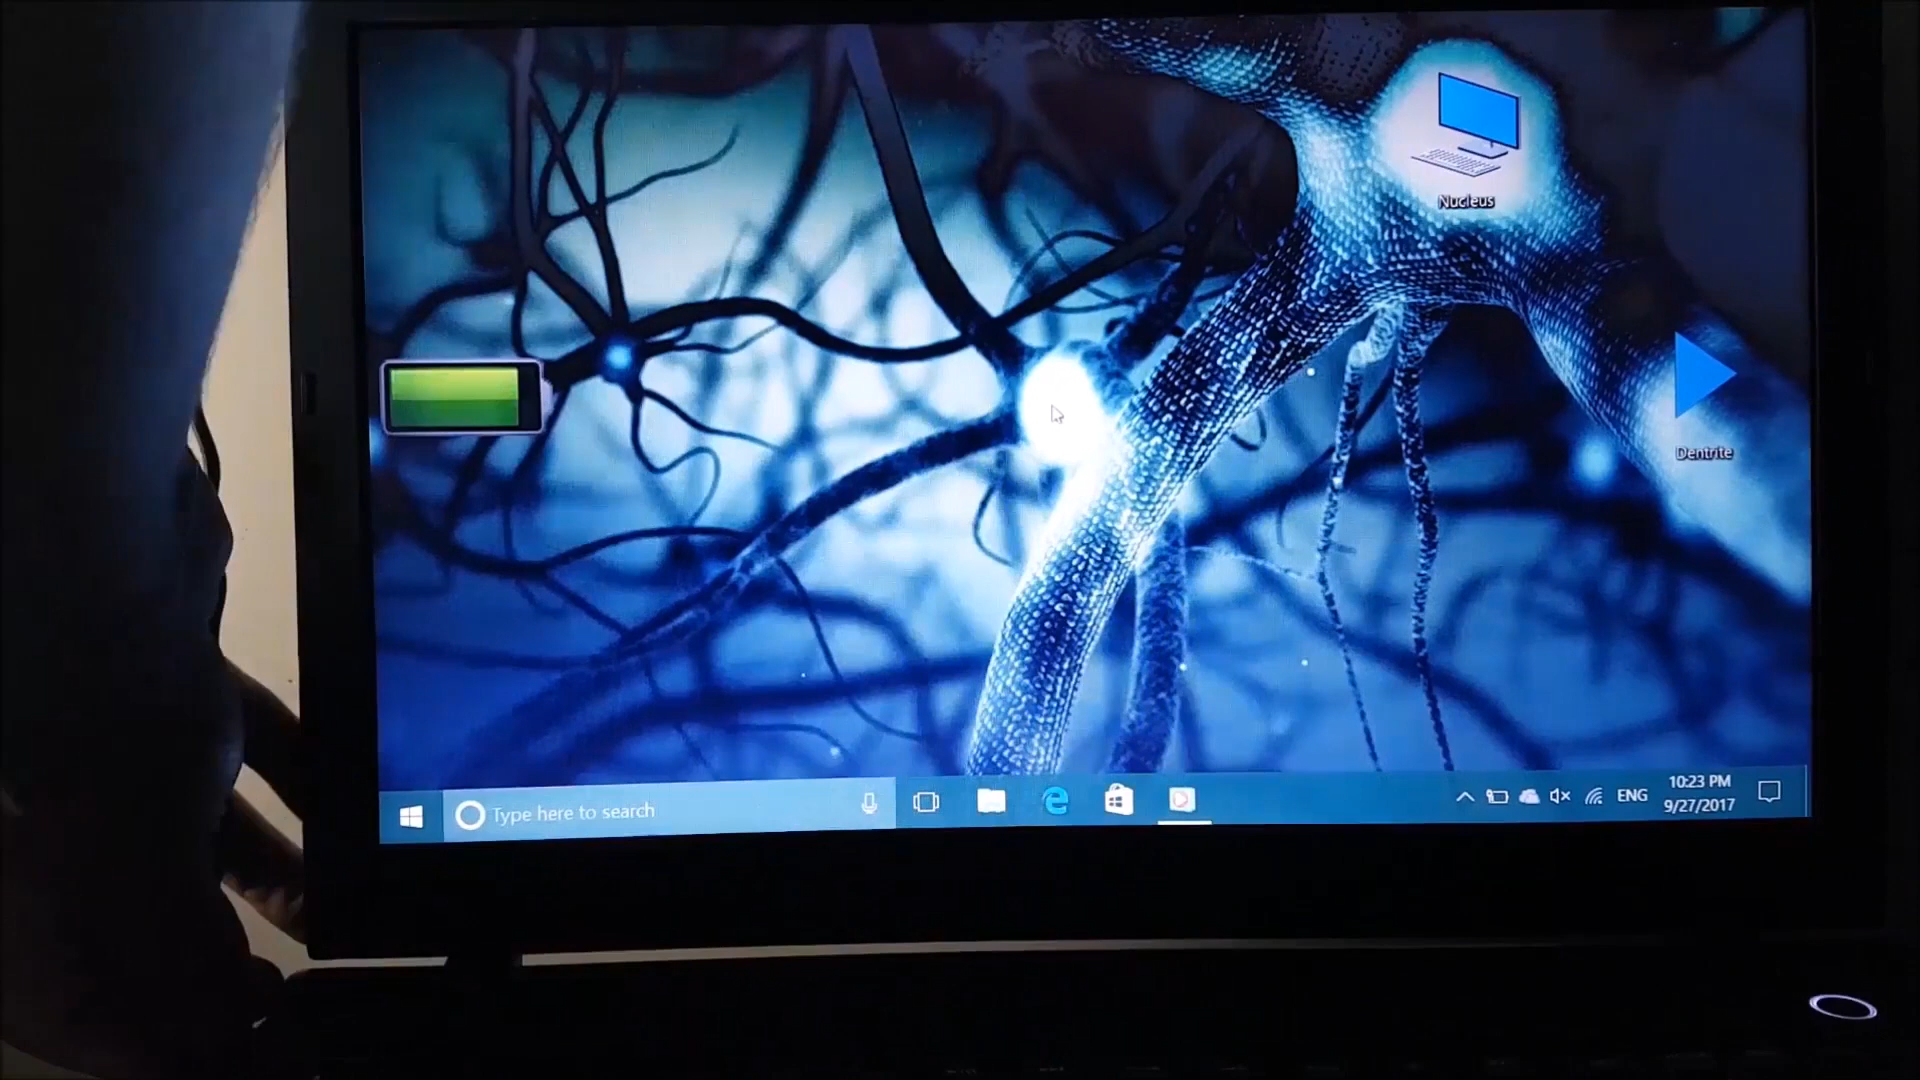 Nucleus
Dentrite
Type here to search
ENG
10:23 PM
9/27/2017